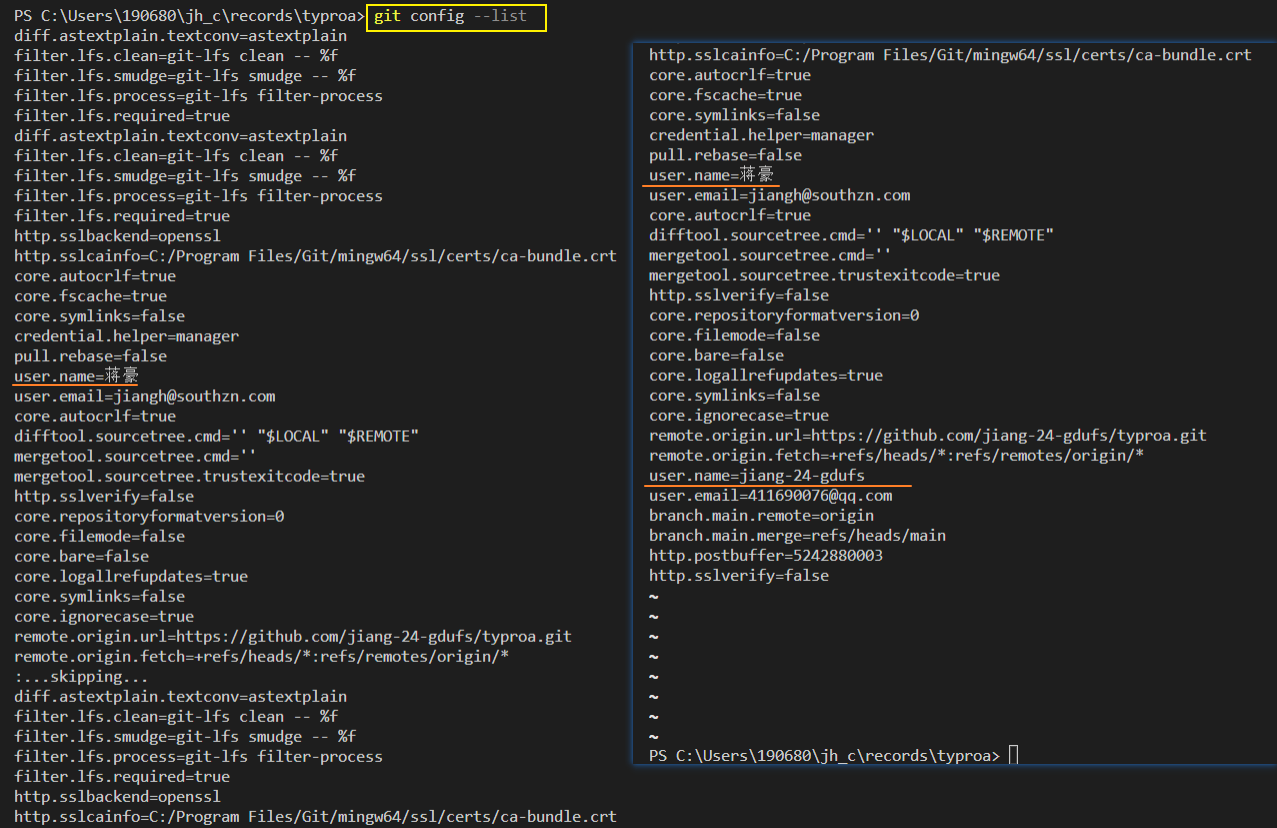 PS C:\Users\190680\jh_c\records\typroa> git config --list
diff.astextplain.textconv=astextplain
filter.lfs.clean=git-lfs clean -- %f
filter.lfs.smudge=git-lfs smudge -- %f
filter.lfs.process=git-lfs filter-process
filter.lfs.required=true
diff.astextplain.textconv=astextplain
filter.lfs.clean=git-lfs clean -- %f
filter.lfs.smudge=git-lfs smudge -- %f
filter.lfs.process=git-lfs filter-process
filter.lfs.required=true
http.sslbackend=openssl
http.sslcainfo=C:/Program Files/Git/mingw64/ssl/certs/ca-bundle.crt
core.autocrlf=true
core.fscache=true
core.symlinks=false
credential.helper=manager
pull.rebase=false
user.name=蒋豪
user.email=jiangh@southzn.com
core.autocrlf=true
difftool.sourcetree.cmd='' "$LOCAL" "$REMOTE"
mergetool.sourcetree.cmd=''
mergetool.sourcetree.trustexitcode=true
http.sslverify=false
core.repositoryformatversion=0
core.filemode=false
core.bare=false
core.logallrefupdates=true
core.symlinks=false
core.ignorecase=true
remote.origin.url=https://github.com/jiang-24-gdufs/typroa.git
remote.origin.fetch=+refs/heads/*:refs/remotes/origin/*
:...skipping...
diff.astextplain.textconv=astextplain
filter.lfs.clean=git-lfs clean -- %f
filter.lfs.smudge=git-lfs smudge -- %f
filter.lfs.process=git-lfs filter-process
filter.lfs.required=true
http.sslbackend=openssl
http.sslcainfo=C:/Program Files/Git/mingw64/ssl/certs/ca-bundle.crt
http.sslcainfo=C:/Program Files/Git/mingw64/ssl/certs/ca-bundle.crt
core.autocrlf=true
core.fscache=true
core.symlinks=false
credential.helper=manager
pull.rebase=false
user.name=蒋豪
user.email=jiangh@southzn.com
core.autocrlf=true
difftool.sourcetree.cmd='' "$LOCAL" "$REMOTE"
mergetool.sourcetree.cmd=''
mergetool.sourcetree.trustexitcode=true
http.sslverify=false
core.repositoryformatversion=0
core.filemode=false
core.bare=false
core.logallrefupdates=true
core.symlinks=false
core.ignorecase=true
remote.origin.url=https://github.com/jiang-24-gdufs/typroa.git
remote.origin.fetch=+refs/heads/*:refs/remotes/origin/*
user.name=jiang-24-gdufs
user.email=411690076@qq.com
branch.main.remote=origin
branch.main.merge=refs/heads/main
http.postbuffer=5242880003
http.sslverify=false
~
~
~
~
~
~
~
~
PS C:\Users\190680\jh_c\records\typroa>